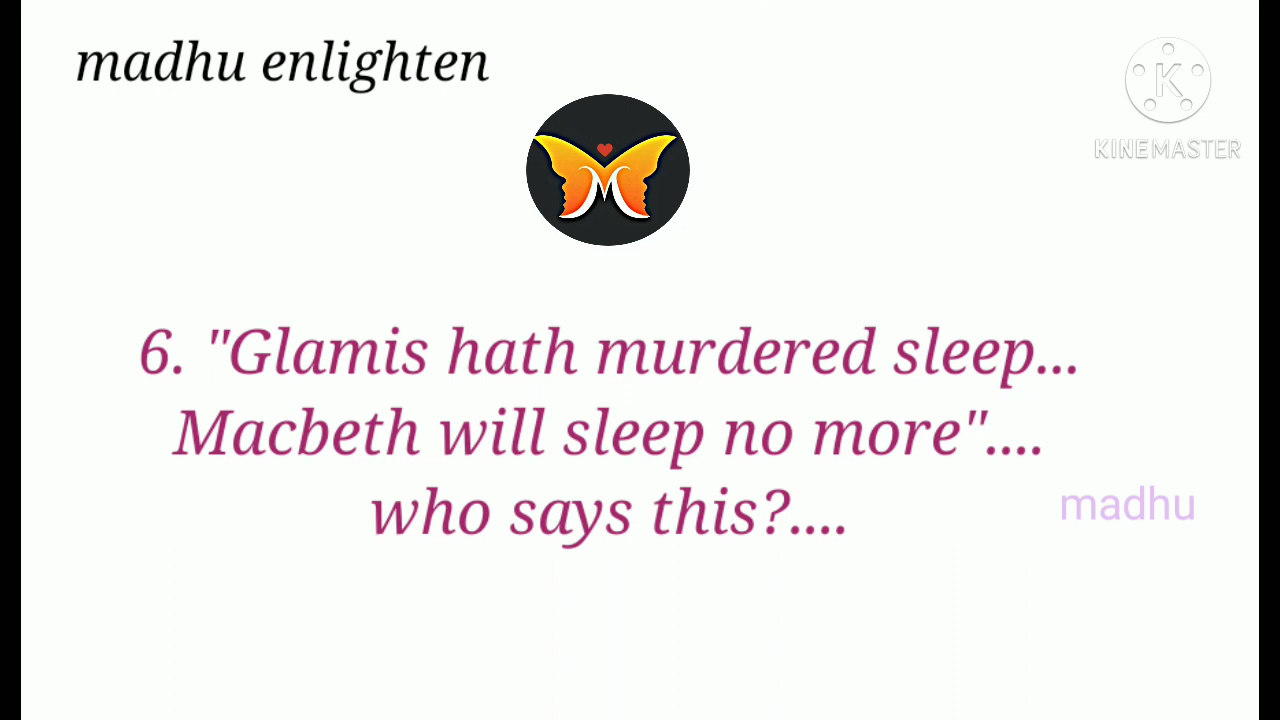 madhu enlighten
K
KINEMASTER
M
6. "Glamis hath murdered sleep...
Macbeth will sleep no more"....
who says this?....
madhu